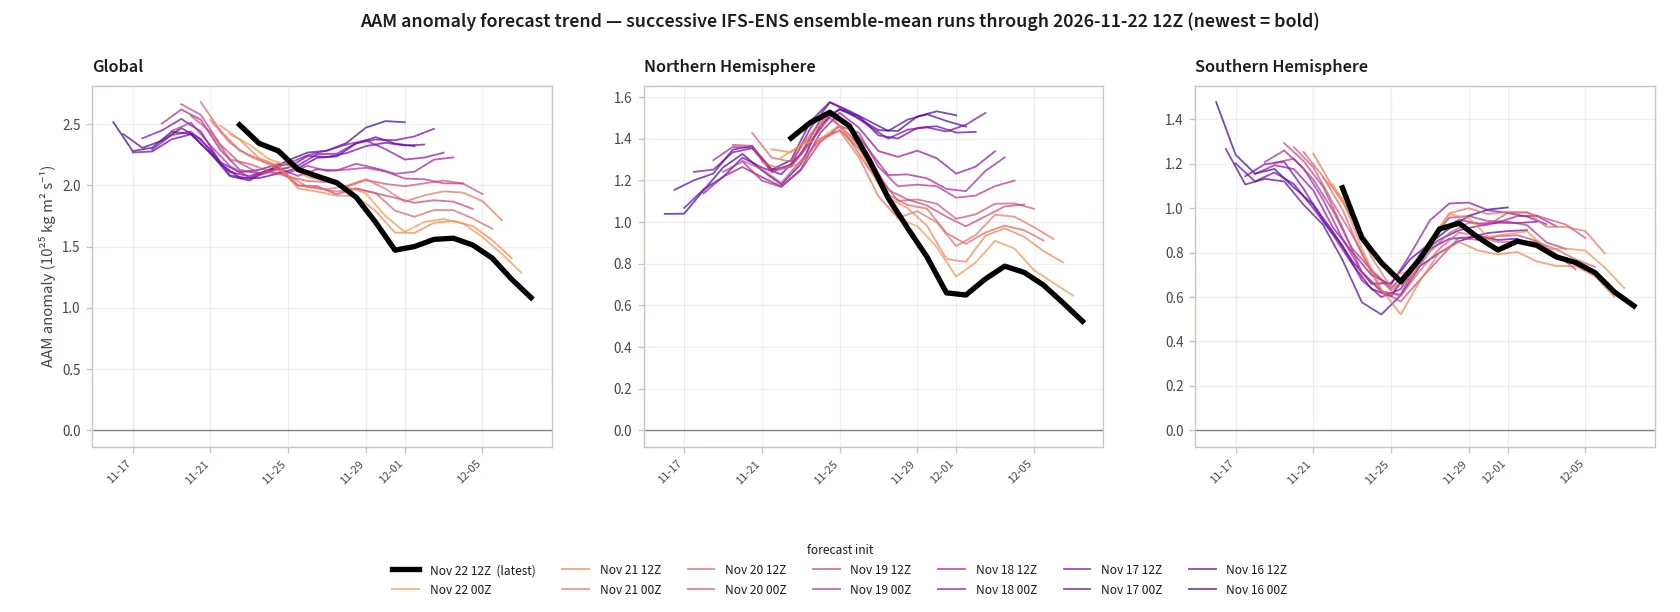 AAM anomaly forecast trend — successive IFS-ENS ensemble-mean runs through 2026-11-22 12Z (newest = bold)
Global
Northern Hemisphere
Southern Hemisphere
AAM anomaly (10²⁵ kg m² s⁻¹)
2.5
2.0
1.5
1.0
0.5
0.0
11-17
11-21
11-25
11-29
12-01
12-05
1.6
1.4
1.2
1.0
0.8
0.6
0.4
0.2
0.0
11-17
11-21
11-25
11-29
12-01
12-05
1.4
1.2
1.0
0.8
0.6
0.4
0.2
0.0
11-17
11-21
11-25
11-29
12-01
12-05
forecast init
Nov 22 12Z (latest)
Nov 21 12Z
Nov 20 12Z
Nov 19 12Z
Nov 18 12Z
Nov 17 12Z
Nov 16 12Z
Nov 22 00Z
Nov 21 00Z
Nov 20 00Z
Nov 19 00Z
Nov 18 00Z
Nov 17 00Z
Nov 16 00Z